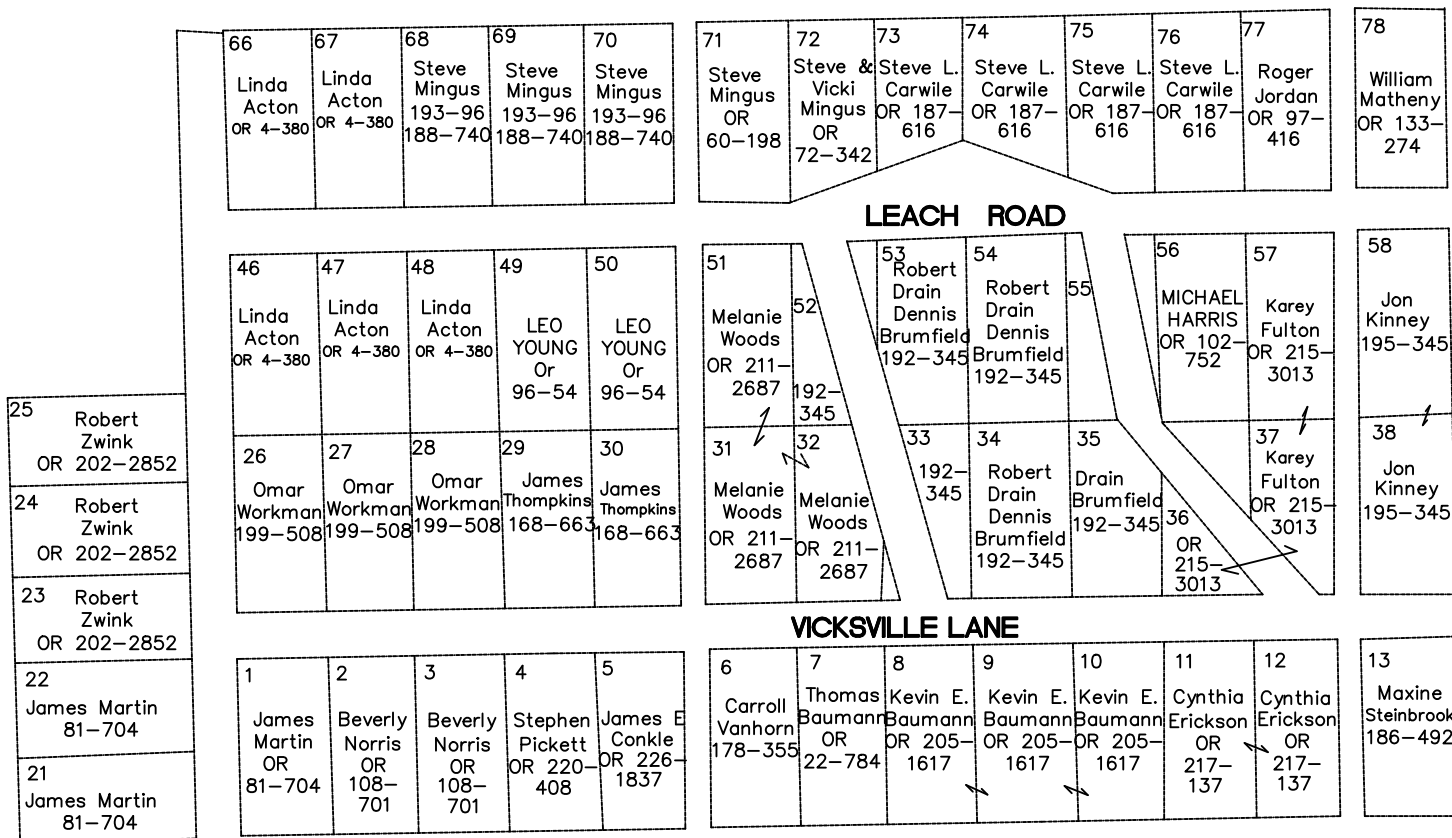 66
Linda
Acton
OR 4-380
67
Linda
Acton
OR 4-380
68
Steve
Mingus
193-96
188-740
69
Steve
Mingus
193-96
188-740
70
Steve
Mingus
193-96
188-740
71
Steve
Mingus
OR
60-198
72
Steve &
Vicki
Mingus
OR
72-342
73
Steve L.
Carwile
OR 187-
616
74
Steve L.
Carwile
OR 187-
616
75
Steve L.
Carwile
OR 187-
616
76
Steve L.
Carwile
OR 187-
616
77
Roger
Jordan
OR 97-
416
78
William
Matheny
OR 133-
274
LEACH ROAD
46
Linda
Acton
OR 4-380
47
Linda
Acton
OR 4-380
48
Linda
Acton
OR 4-380
49
LEO
YOUNG
Or
96-54
50
LEO
YOUNG
Or
96-54
51
Melanie
Woods
OR 211-
2687
52
192-
345
53
Robert
Drain
Dennis
Brumfield
192-345
54
Robert
Drain
Dennis
Brumfield
192-345
55
56
MICHAEL
HARRIS
OR 102-
752
57
Karey
Fulton
OR 215-
3013
58
Jon
Kinney
195-345
25
Robert
Zwink
OR 202-2852
24
Robert
Zwink
OR 202-2852
23
Robert
Zwink
OR 202-2852
22
James Martin
81-704
21
James Martin
81-704
26
Omar
Workman
199-508
27
Omar
Workman
199-508
28
Omar
Workman
199-508
29
James
Thompkins
168-663
30
James
Thompkins
168-663
31
Melanie
Woods
OR 211-
2687
32
Melanie
Woods
OR 211-
2687
33
192-
345
34
Robert
Drain
Dennis
Brumfield
192-345
35
Drain
Brumfield
192-345
36
OR
215-
3013
37
Karey
Fulton
OR 215-
3013
38
Jon
Kinney
195-345
VICKSVILLE LANE
1
James
Martin
OR
81-704
2
Beverly
Norris
OR
108-
701
3
Beverly
Norris
OR
108-
701
4
Stephen
Pickett
OR 220-
408
5
James E
Conkle
OR 226-
1837
6
Carroll
Vanhorn
178-355
7
Thomas
Baumann
OR
22-784
8
Kevin E.
Baumann
OR 205-
1617
9
Kevin E.
Baumann
OR 205-
1617
10
Kevin E.
Baumann
OR 205-
1617
11
Cynthia
Erickson
OR
217-
137
12
Cynthia
Erickson
OR
217-
137
13
Maxine
Steinbrook
186-492